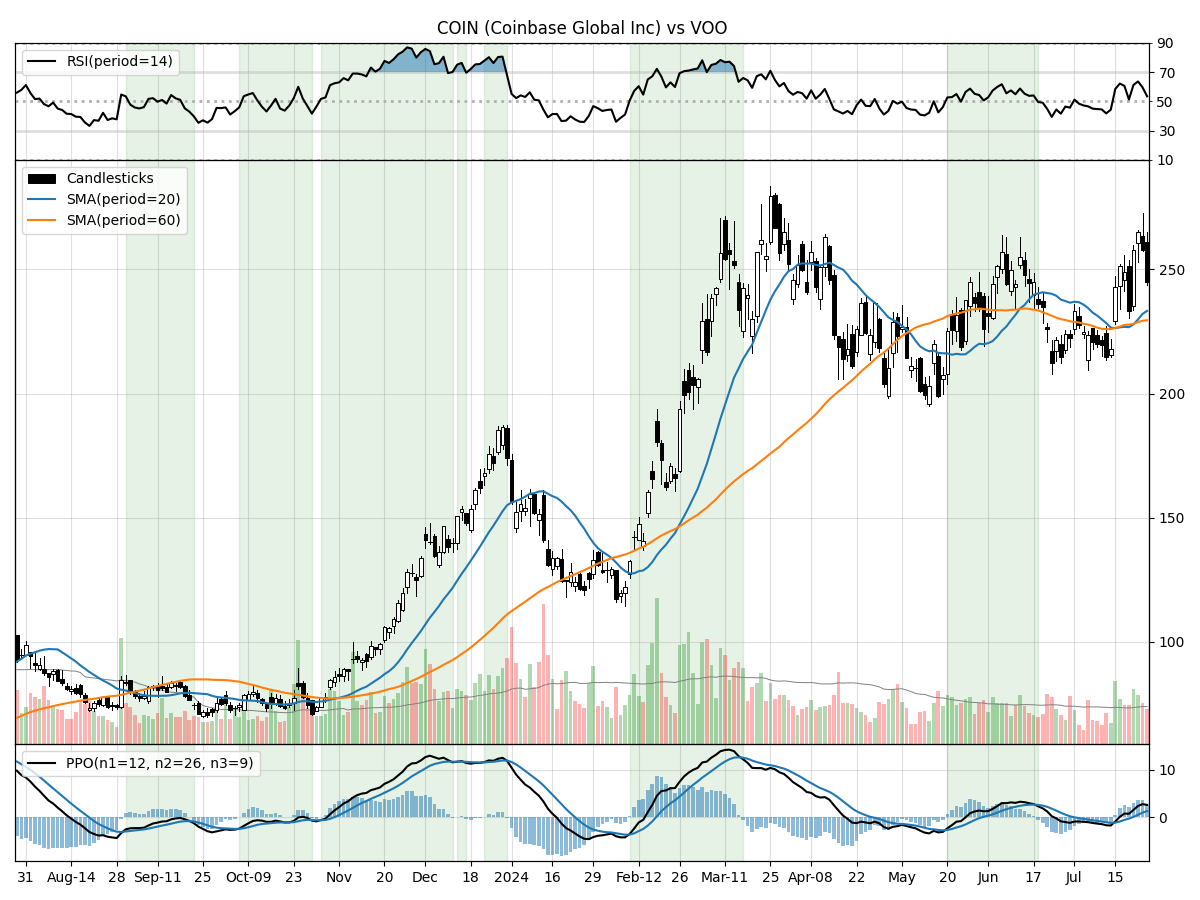 COIN (Coinbase Global Inc) vs VOO
RSI(period=14)
90
70
50
30
10
Candlesticks
SMA(period=20)
SMA(period=60)
250
200
150
100
PPO(n1=12, n2=26, n3=9)
10
0
31 Aug-14 28 Sep-11 25 Oct-09 23 Nov 20 Dec 18 2024 16 29 Feb-12 26 Mar-11 25 Apr-08 22 May 20 Jun 17 Jul 15